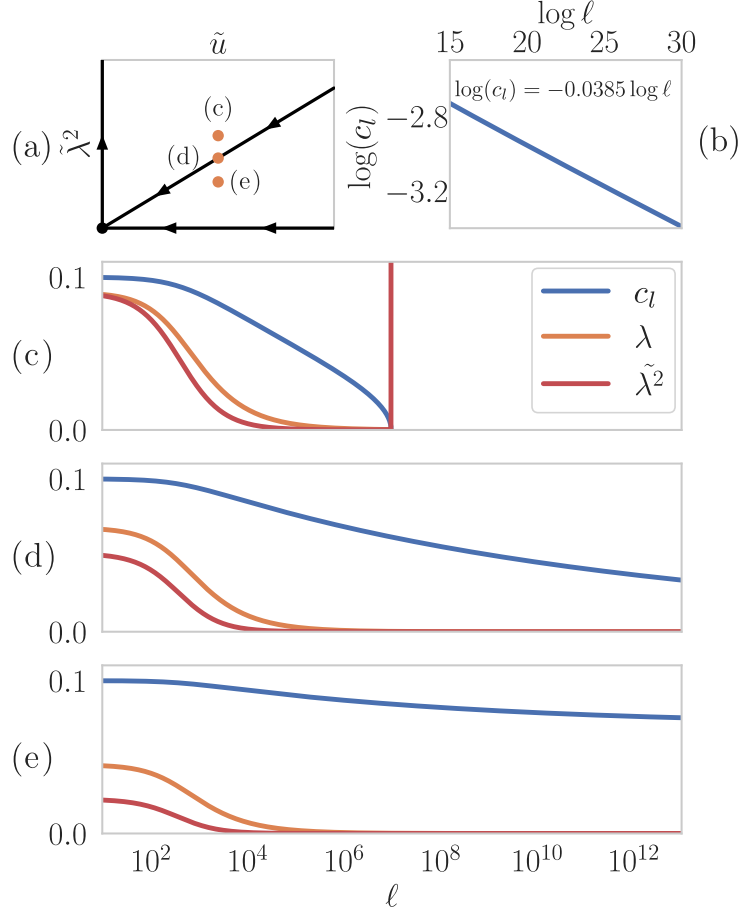 ũ
log ℓ
15 20 25 30
(a)
λ̃²
(c)
(d)
(e)
log(c_l)
−2.8
−3.2
log(c_l) = −0.0385 log ℓ
(b)
(c)
0.1
0.0
c_l
λ
λ̃²
(d)
0.1
0.0
(e)
0.1
0.0
10² 10⁴ 10⁶ 10⁸ 10¹⁰ 10¹²
ℓ